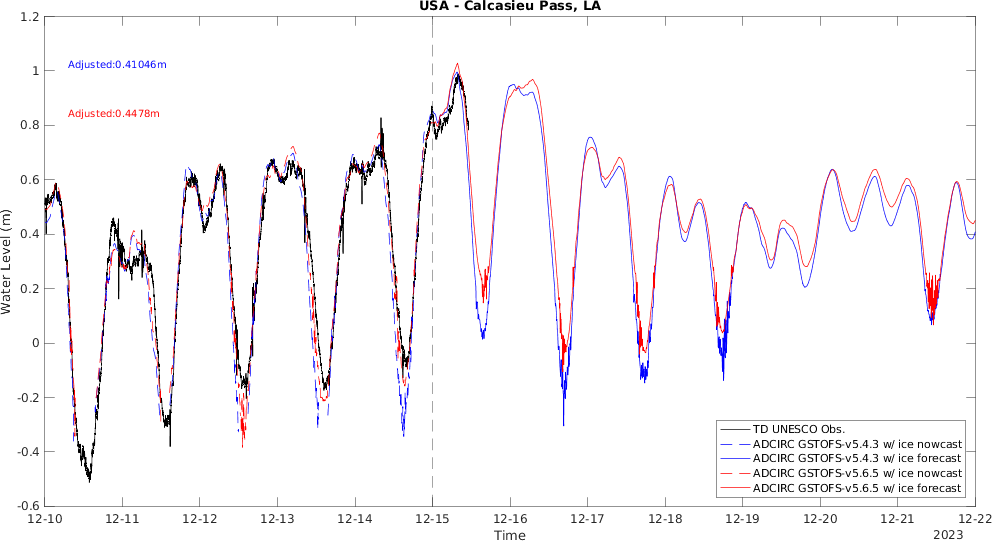 USA - Calcasieu Pass, LA
1.2
1
0.8
0.6
0.4
0.2
0
-0.2
-0.4
-0.6
Water Level (m)
Adjusted:0.41046m
Adjusted:0.4478m
TD UNESCO Obs.
ADCIRC GSTOFS-v5.4.3 w/ ice nowcast
ADCIRC GSTOFS-v5.4.3 w/ ice forecast
ADCIRC GSTOFS-v5.6.5 w/ ice nowcast
ADCIRC GSTOFS-v5.6.5 w/ ice forecast
12-10 12-11 12-12 12-13 12-14 12-15 12-16 12-17 12-18 12-19 12-20 12-21 12-22
Time
2023